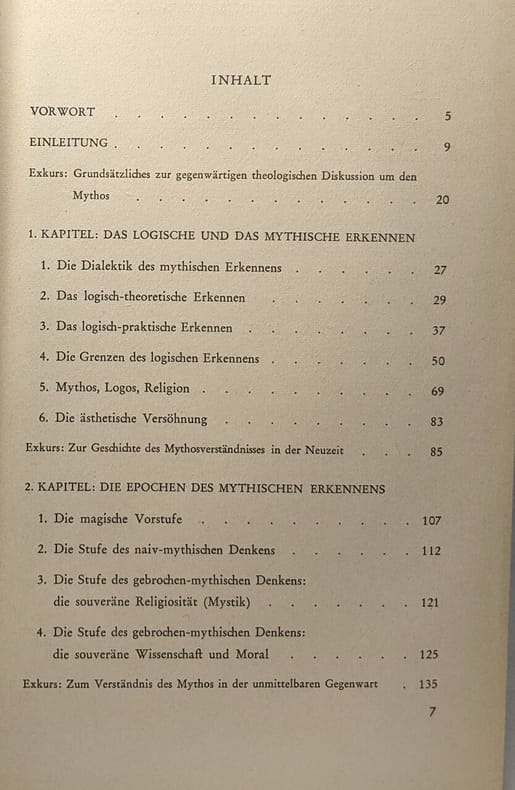 INHALT
VORWORT . . . . . . . . . . . . . . 5
EINLEITUNG . . . . . . . . . . . . . . 9
Exkurs: Grundsätzliches zur gegenwärtigen theologischen Diskussion um den
Mythos . . . . . . . . . . . . . 20
1. KAPITEL: DAS LOGISCHE UND DAS MYTHISCHE ERKENNEN
1. Die Dialektik des mythischen Erkennens . . . . . . 27
2. Das logisch-theoretische Erkennen . . . . . . . 29
3. Das logisch-praktische Erkennen . . . . . . . . 37
4. Die Grenzen des logischen Erkennens . . . . . . . 50
5. Mythos, Logos, Religion . . . . . . . . . . 69
6. Die ästhetische Versöhnung . . . . . . . . . 83
Exkurs: Zur Geschichte des Mythosverständnisses in der Neuzeit . . . 85
2. KAPITEL: DIE EPOCHEN DES MYTHISCHEN ERKENNENS
1. Die magische Vorstufe . . . . . . . . . . 107
2. Die Stufe des naiv-mythischen Denkens . . . . . . 112
3. Die Stufe des gebrochen-mythischen Denkens:
die souveräne Religiosität (Mystik) . . . . . . . 121
4. Die Stufe des gebrochen-mythischen Denkens:
die souveräne Wissenschaft und Moral . . . . . . 125
Exkurs: Zum Verständnis des Mythos in der unmittelbaren Gegenwart . 135
7